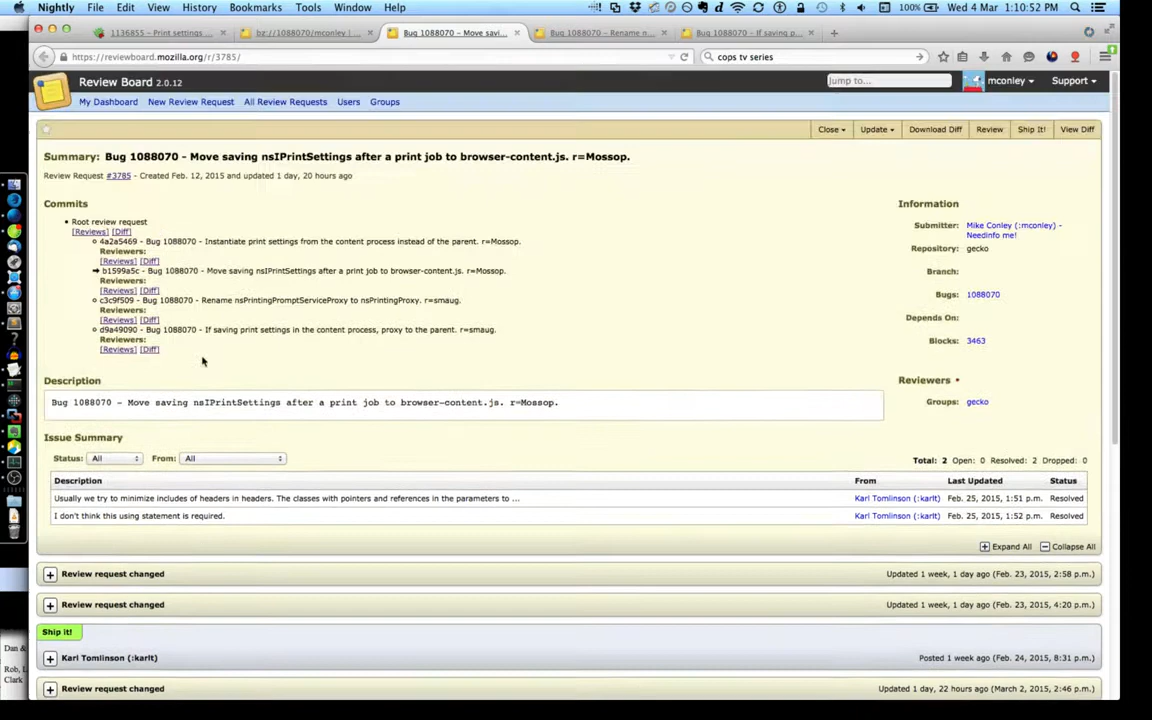 Nightly File Edit View History Bookmarks Tools Window Help 100% Wed 4 Mar 1:10:52 PM
1136855 – Print settings ... bz://1088070/mconley | ... Bug 1088070 – Move savi... Bug 1088070 – Rename n... Bug 1088070 – If saving p...
https://reviewboard.mozilla.org/r/3785/ cops tv series
Review Board 2.0.12 Jump to... mconley Support
My Dashboard New Review Request All Review Requests Users Groups
Close Update Download Diff Review Ship It! View Diff
Summary: Bug 1088070 - Move saving nsIPrintSettings after a print job to browser-content.js. r=Mossop.
Review Request #3785 - Created Feb. 12, 2015 and updated 1 day, 20 hours ago
Commits
Root review request
[Reviews] [Diff]
4a2a5469 - Bug 1088070 - Instantiate print settings from the content process instead of the parent. r=Mossop.
Reviewers:
[Reviews] [Diff]
b1599a5c - Bug 1088070 - Move saving nsIPrintSettings after a print job to browser-content.js. r=Mossop.
Reviewers:
[Reviews] [Diff]
c3c9f509 - Bug 1088070 - Rename nsPrintingPromptServiceProxy to nsPrintingProxy. r=smaug.
Reviewers:
[Reviews] [Diff]
d9a49090 - Bug 1088070 - If saving print settings in the content process, proxy to the parent. r=smaug.
Reviewers:
[Reviews] [Diff]
Information
Submitter: Mike Conley (:mconley) -
Needinfo me!
Repository: gecko
Branch:
Bugs: 1088070
Depends On:
Blocks: 3463
Reviewers
Groups: gecko
Description
Bug 1088070 - Move saving nsIPrintSettings after a print job to browser-content.js. r=Mossop.
Issue Summary
Status: All From: All
Total: 2 Open: 0 Resolved: 2 Dropped: 0
Description From Last Updated Status
Usually we try to minimize includes of headers in headers. The classes with pointers and references in the parameters to ... Karl Tomlinson (:karlt) Feb. 25, 2015, 1:51 p.m. Resolved
I don't think this using statement is required. Karl Tomlinson (:karlt) Feb. 25, 2015, 1:52 p.m. Resolved
Expand All Collapse All
Review request changed Updated 1 week, 1 day ago (Feb. 23, 2015, 2:58 p.m.)
Review request changed Updated 1 week, 1 day ago (Feb. 23, 2015, 4:20 p.m.)
Ship it!
Karl Tomlinson (:karlt) Posted 1 week ago (Feb. 24, 2015, 8:31 p.m.)
Review request changed Updated 1 day, 22 hours ago (March 2, 2015, 2:46 p.m.)
Dan &
Rob, L
Clark